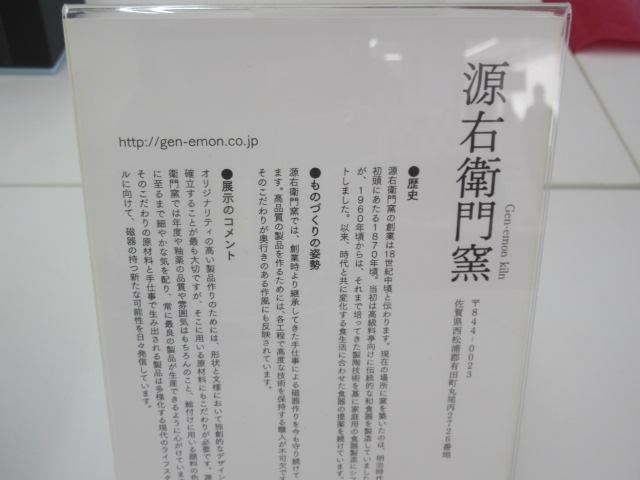 源右衛門窯
Gen-emon kiln
〒844-0023
佐賀県西松浦郡有田町丸尾丙2726番地
●歴史
源右衛門窯の創業は18世紀中頃と伝わります。現在の場所に窯を築いたのは、明治時代
初頭にあたる1870年頃。当初は高級料亭向けに伝統的な和食器を製造していました
が、1960年頃からは、それまで培ってきた製陶技術を基に家庭用の食器製造にシフ
トしました。以来、時代と共に変化する食生活に合わせた食器の提案を続けています。
●ものづくりの姿勢
源右衛門窯では、創業時より継承してきた手仕事による磁器作りを今も守り続けて
ます。高品質の製品を作るためには、各工程で高度な技術を保持する職人が不可欠で
そのこだわりが奥行きのある作風にも反映されています。
●展示のコメント
オリジナリティの高い製品作りのためには、形状と文様において独創的なデザイン
確立することが最も大切ですが、そこに用いる原材料にもこだわりが必要です。源
衛門窯では年度や釉薬の品質や雰囲気はもちろんのこと、絵付けに用いる顔料の色
に至るまで細やかな気を配り、常に最良の製品が生産できるように心がけていま
そのこだわりの原材料と手仕事で生み出される製品は多様化する現代のライフスタ
ルに向けて、磁器の持つ新たな可能性を日々発信しています。
http://gen-emon.co.jp